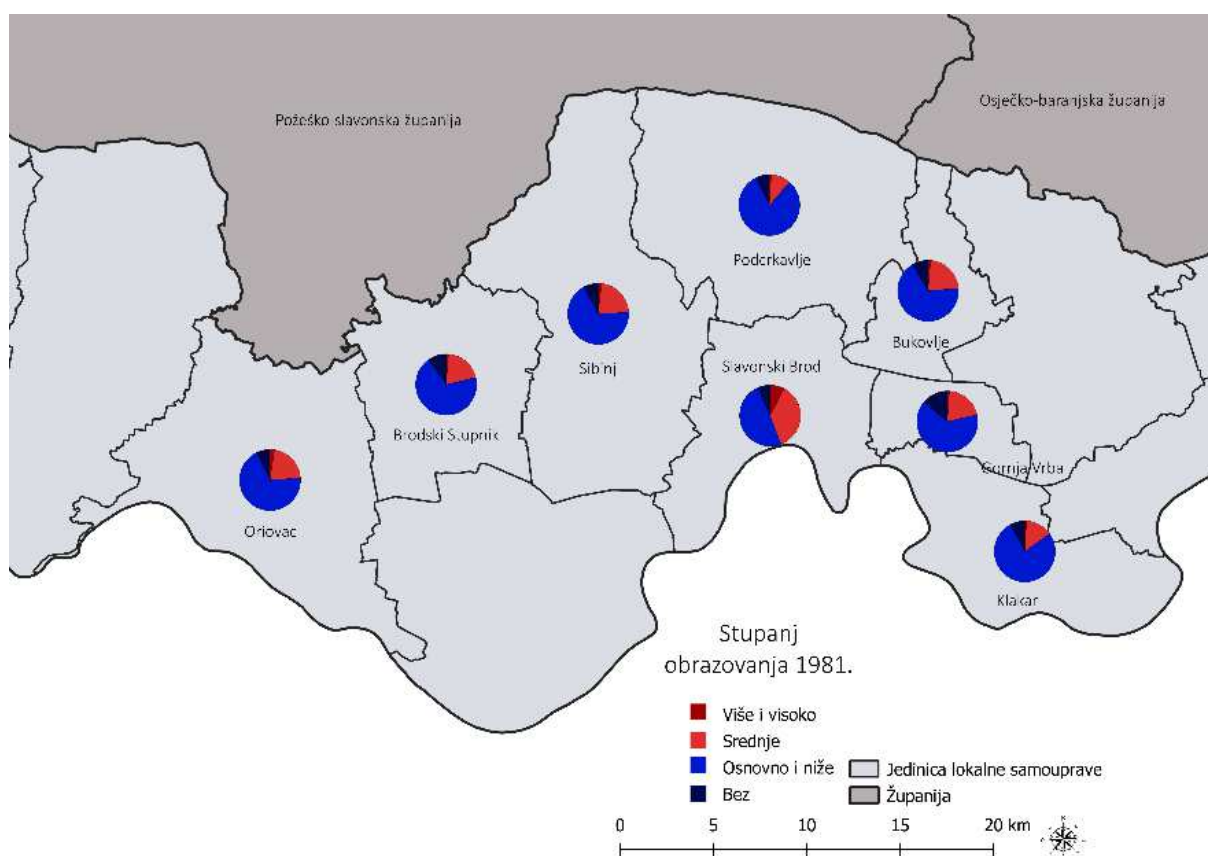 Osječko-baranjska županija
Požeško-slavonska županija
Podcrkavlje
Bukovlje
Sibinj
Slavonski Brod
Brodski Stupnik
Gornja Vrba
Oriovac
Klakar
Stupanj
obrazovanja 1981.
Više i visoko
Srednje
Osnovno i niže
Bez
Jedinica lokalne samouprave
Županija
0 5 10 15 20 km